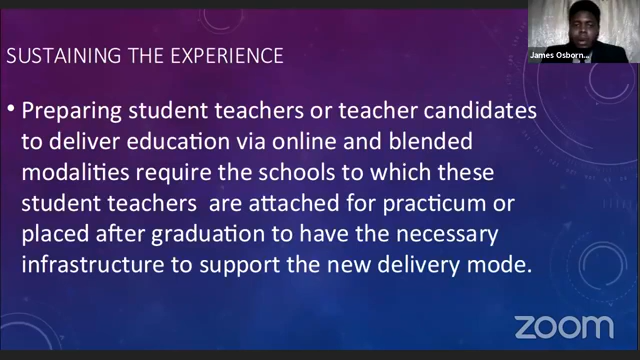 James Osborn...
SUSTAINING THE EXPERIENCE
• Preparing student teachers or teacher candidates
to deliver education via online and blended
modalities require the schools to which these
student teachers are attached for practicum or
placed after graduation to have the necessary
infrastructure to support the new delivery mode.
zoom